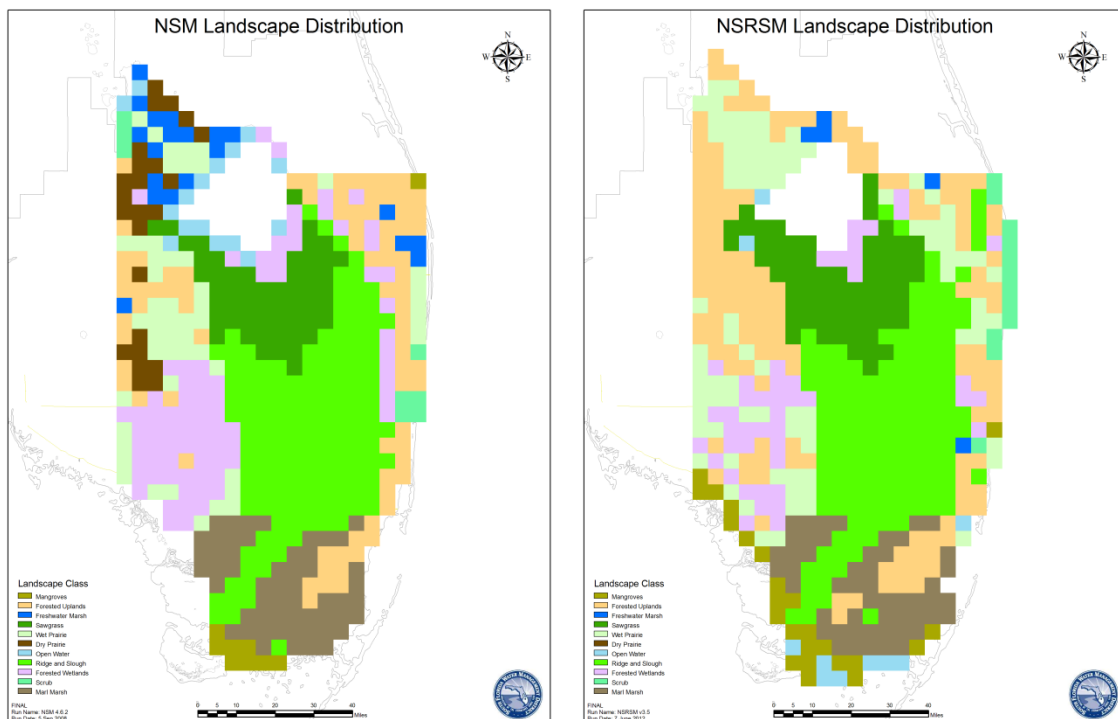 NSM Landscape Distribution
N
W
E
S
Landscape Class
Mangroves
Forested Uplands
Freshwater Marsh
Sawgrass
Wet Prairie
Dry Prairie
Open Water
Ridge and Slough
Forested Wetlands
Scrub
Marl Marsh
FINAL
Run Name: NSM 4.6.2
0 5 10 20 30 40
Miles
NSRSM Landscape Distribution
N
W
E
S
Landscape Class
Mangroves
Forested Uplands
Freshwater Marsh
Sawgrass
Wet Prairie
Dry Prairie
Open Water
Ridge and Slough
Forested Wetlands
Scrub
Marl Marsh
FINAL
Run Name: NSRSM v3.5
0 5 10 20 30 40
Miles